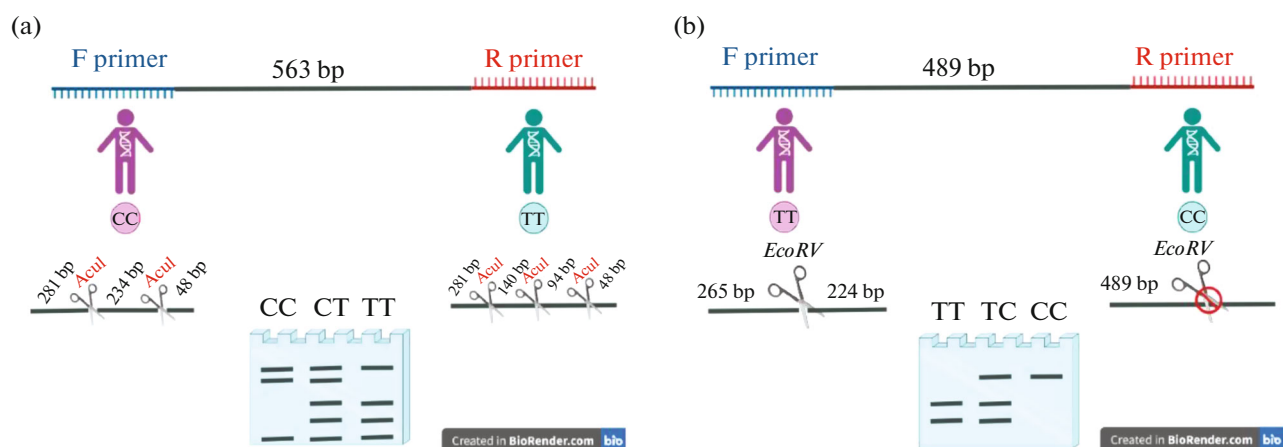 (a)
F primer
563 bp
R primer
CC
TT
281 bp
AcuI
234 bp
AcuI
48 bp
281 bp
AcuI
140 bp
AcuI
94 bp
AcuI
48 bp
CC CT TT
Created in BioRender.com bio
(b)
F primer
489 bp
R primer
TT
CC
EcoRV
265 bp
224 bp
EcoRV
489 bp
TT TC CC
Created in BioRender.com bio